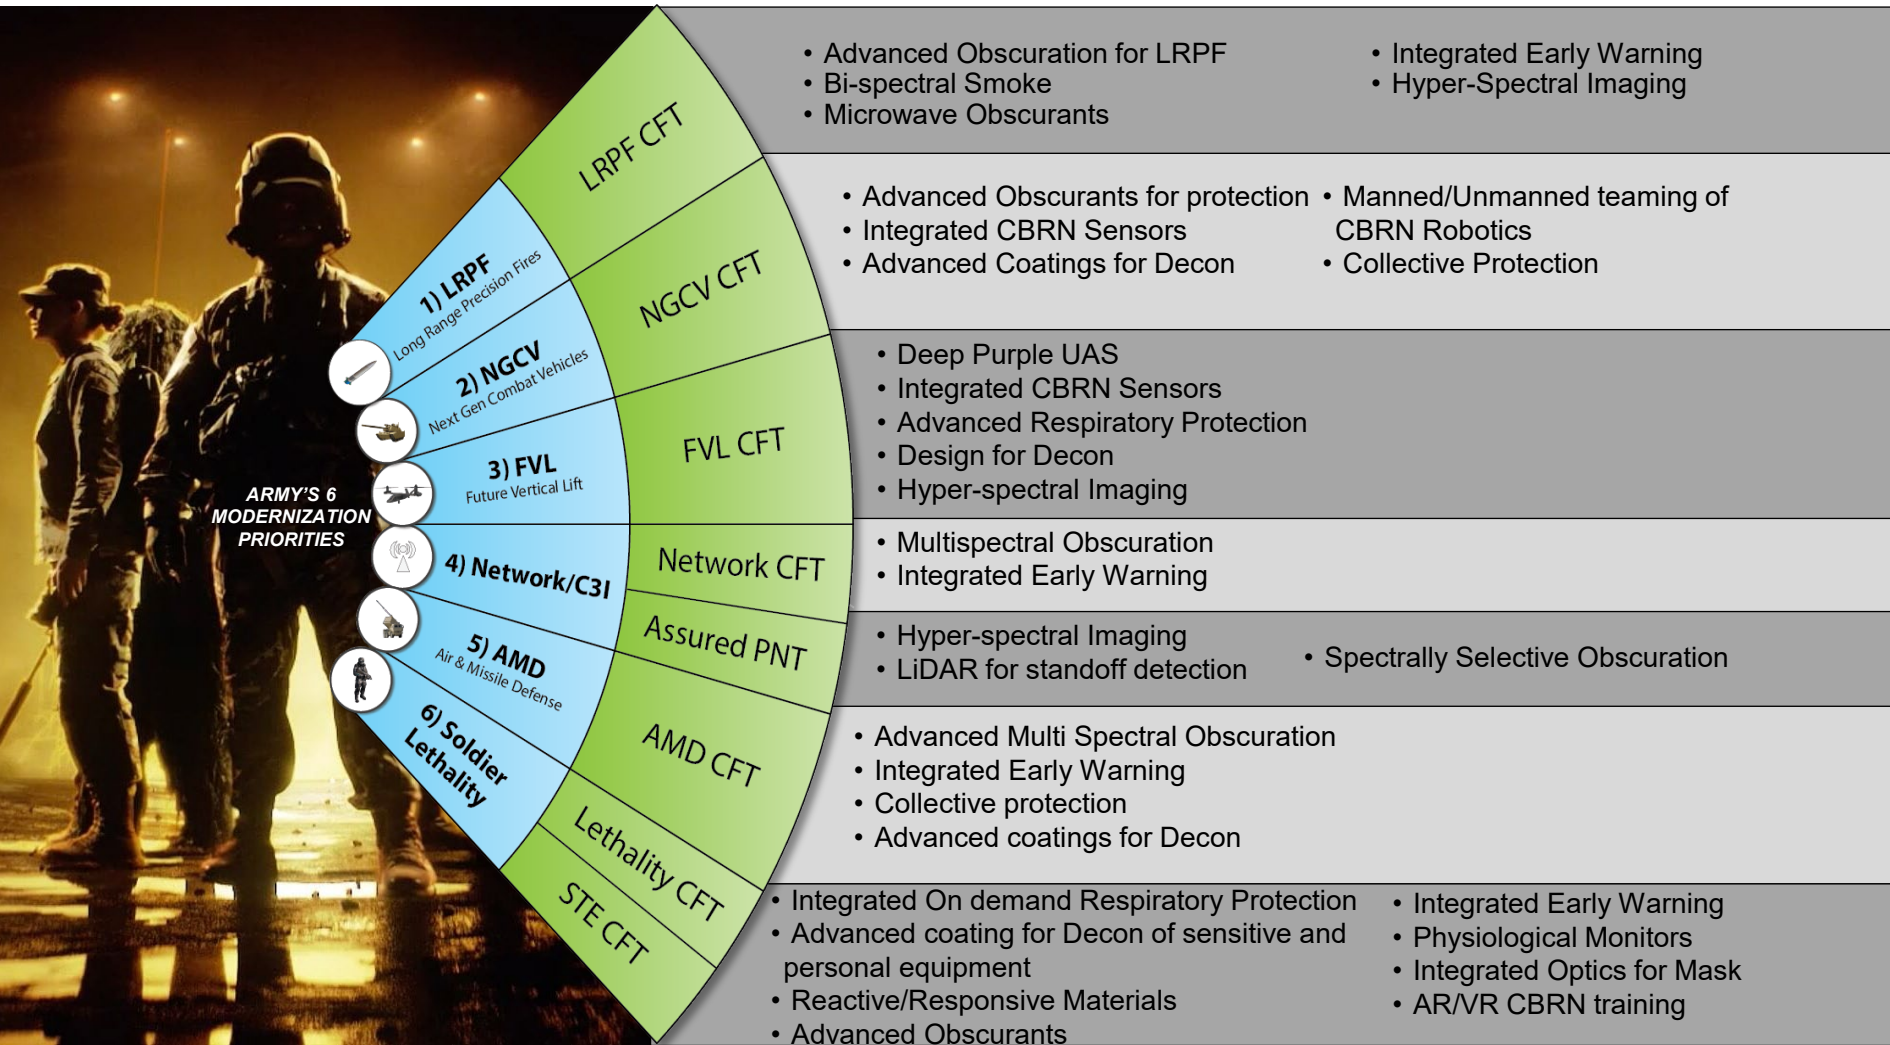 • Advanced Obscuration for LRPF
• Bi-spectral Smoke
• Microwave Obscurants
• Integrated Early Warning
• Hyper-Spectral Imaging
• Advanced Obscurants for protection
• Integrated CBRN Sensors
• Advanced Coatings for Decon
• Manned/Unmanned teaming of
CBRN Robotics
• Collective Protection
• Deep Purple UAS
• Integrated CBRN Sensors
• Advanced Respiratory Protection
• Design for Decon
• Hyper-spectral Imaging
• Multispectral Obscuration
• Integrated Early Warning
• Hyper-spectral Imaging
• LiDAR for standoff detection
• Spectrally Selective Obscuration
• Advanced Multi Spectral Obscuration
• Integrated Early Warning
• Collective protection
• Advanced coatings for Decon
• Integrated On demand Respiratory Protection
• Advanced coating for Decon of sensitive and
personal equipment
• Reactive/Responsive Materials
• Advanced Obscurants
• Integrated Early Warning
• Physiological Monitors
• Integrated Optics for Mask
• AR/VR CBRN training
LRPF CFT
NGCV CFT
FVL CFT
Network CFT
Assured PNT
AMD CFT
Lethality CFT
STE CFT
1) LRPF
Long Range Precision Fires
2) NGCV
Next Gen Combat Vehicles
3) FVL
Future Vertical Lift
4) Network/C3I
5) AMD
Air & Missile Defense
6) Soldier
Lethality
ARMY'S 6
MODERNIZATION
PRIORITIES